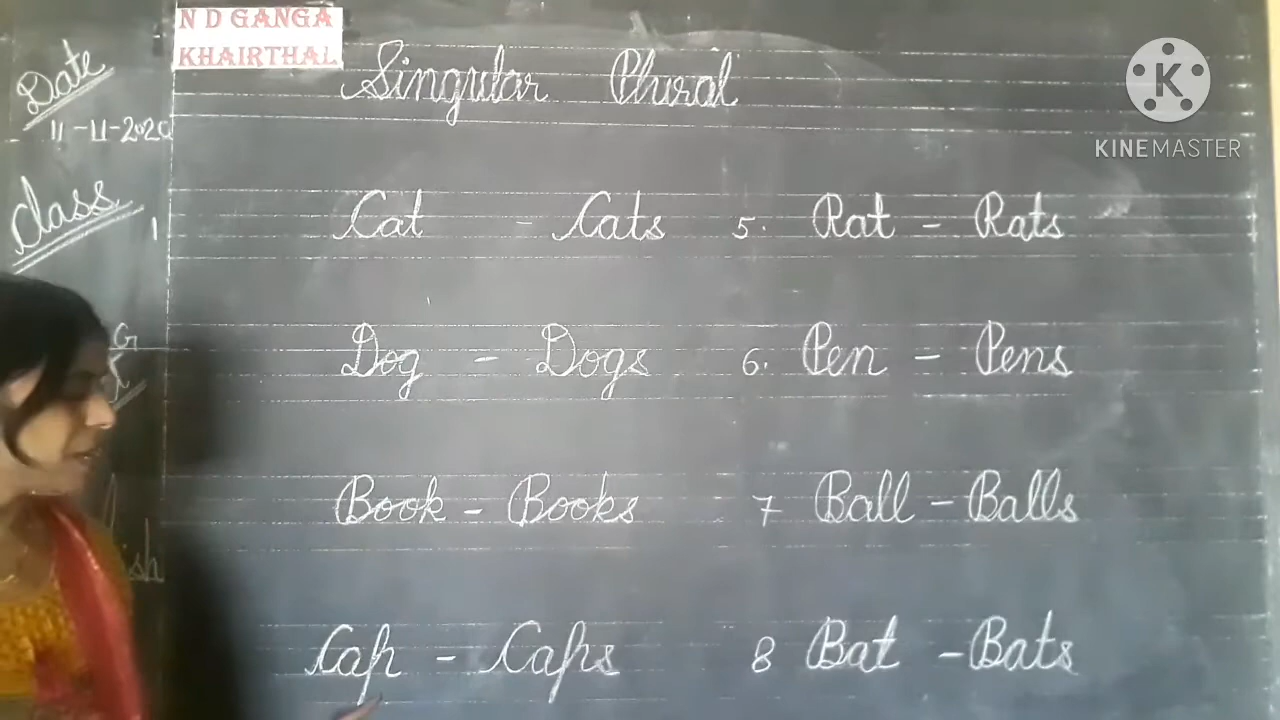 N D GANGA
KHAIRTHAL
Date
11-11-2020
Class
1
Singular Plural
Cat - Cats 5. Rat - Rats
Dog - Dogs 6. Pen - Pens
Book - Books 7 Ball - Balls
Cap - Caps 8 Bat - Bats
KINEMASTER